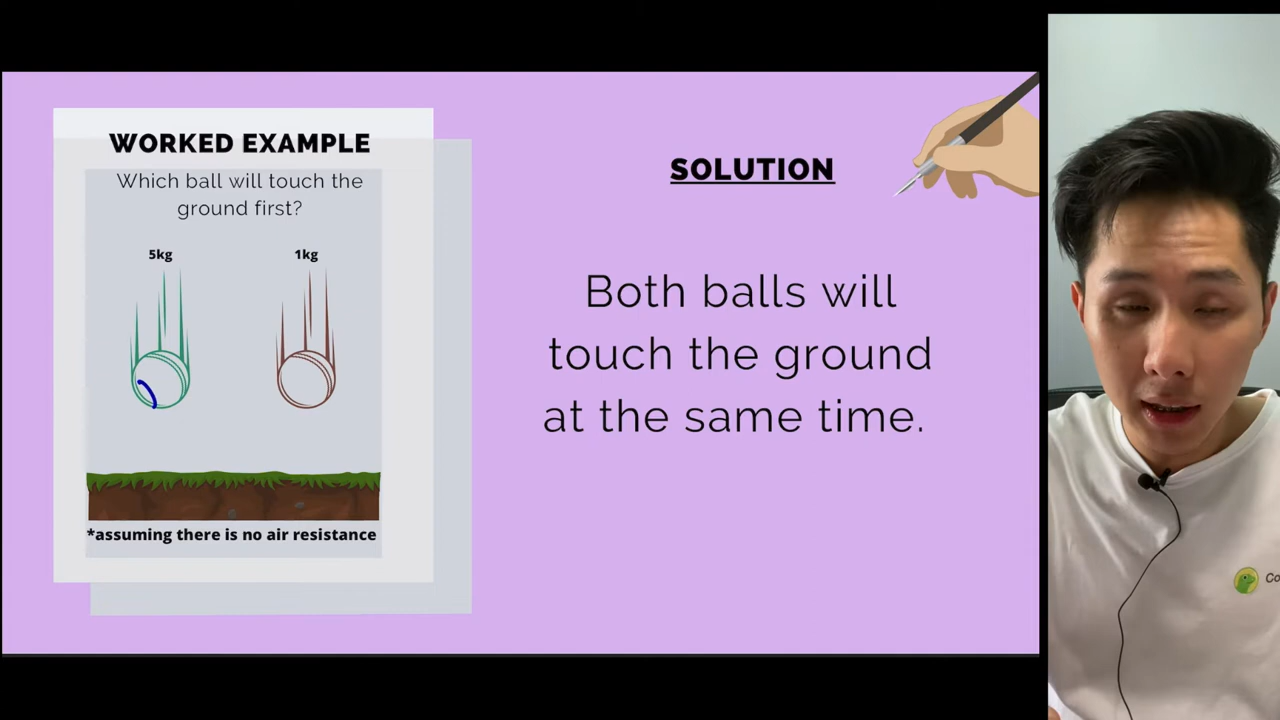 WORKED EXAMPLE
Which ball will touch the
ground first?
5kg
1kg
*assuming there is no air resistance
SOLUTION
Both balls will
touch the ground
at the same time.
Co